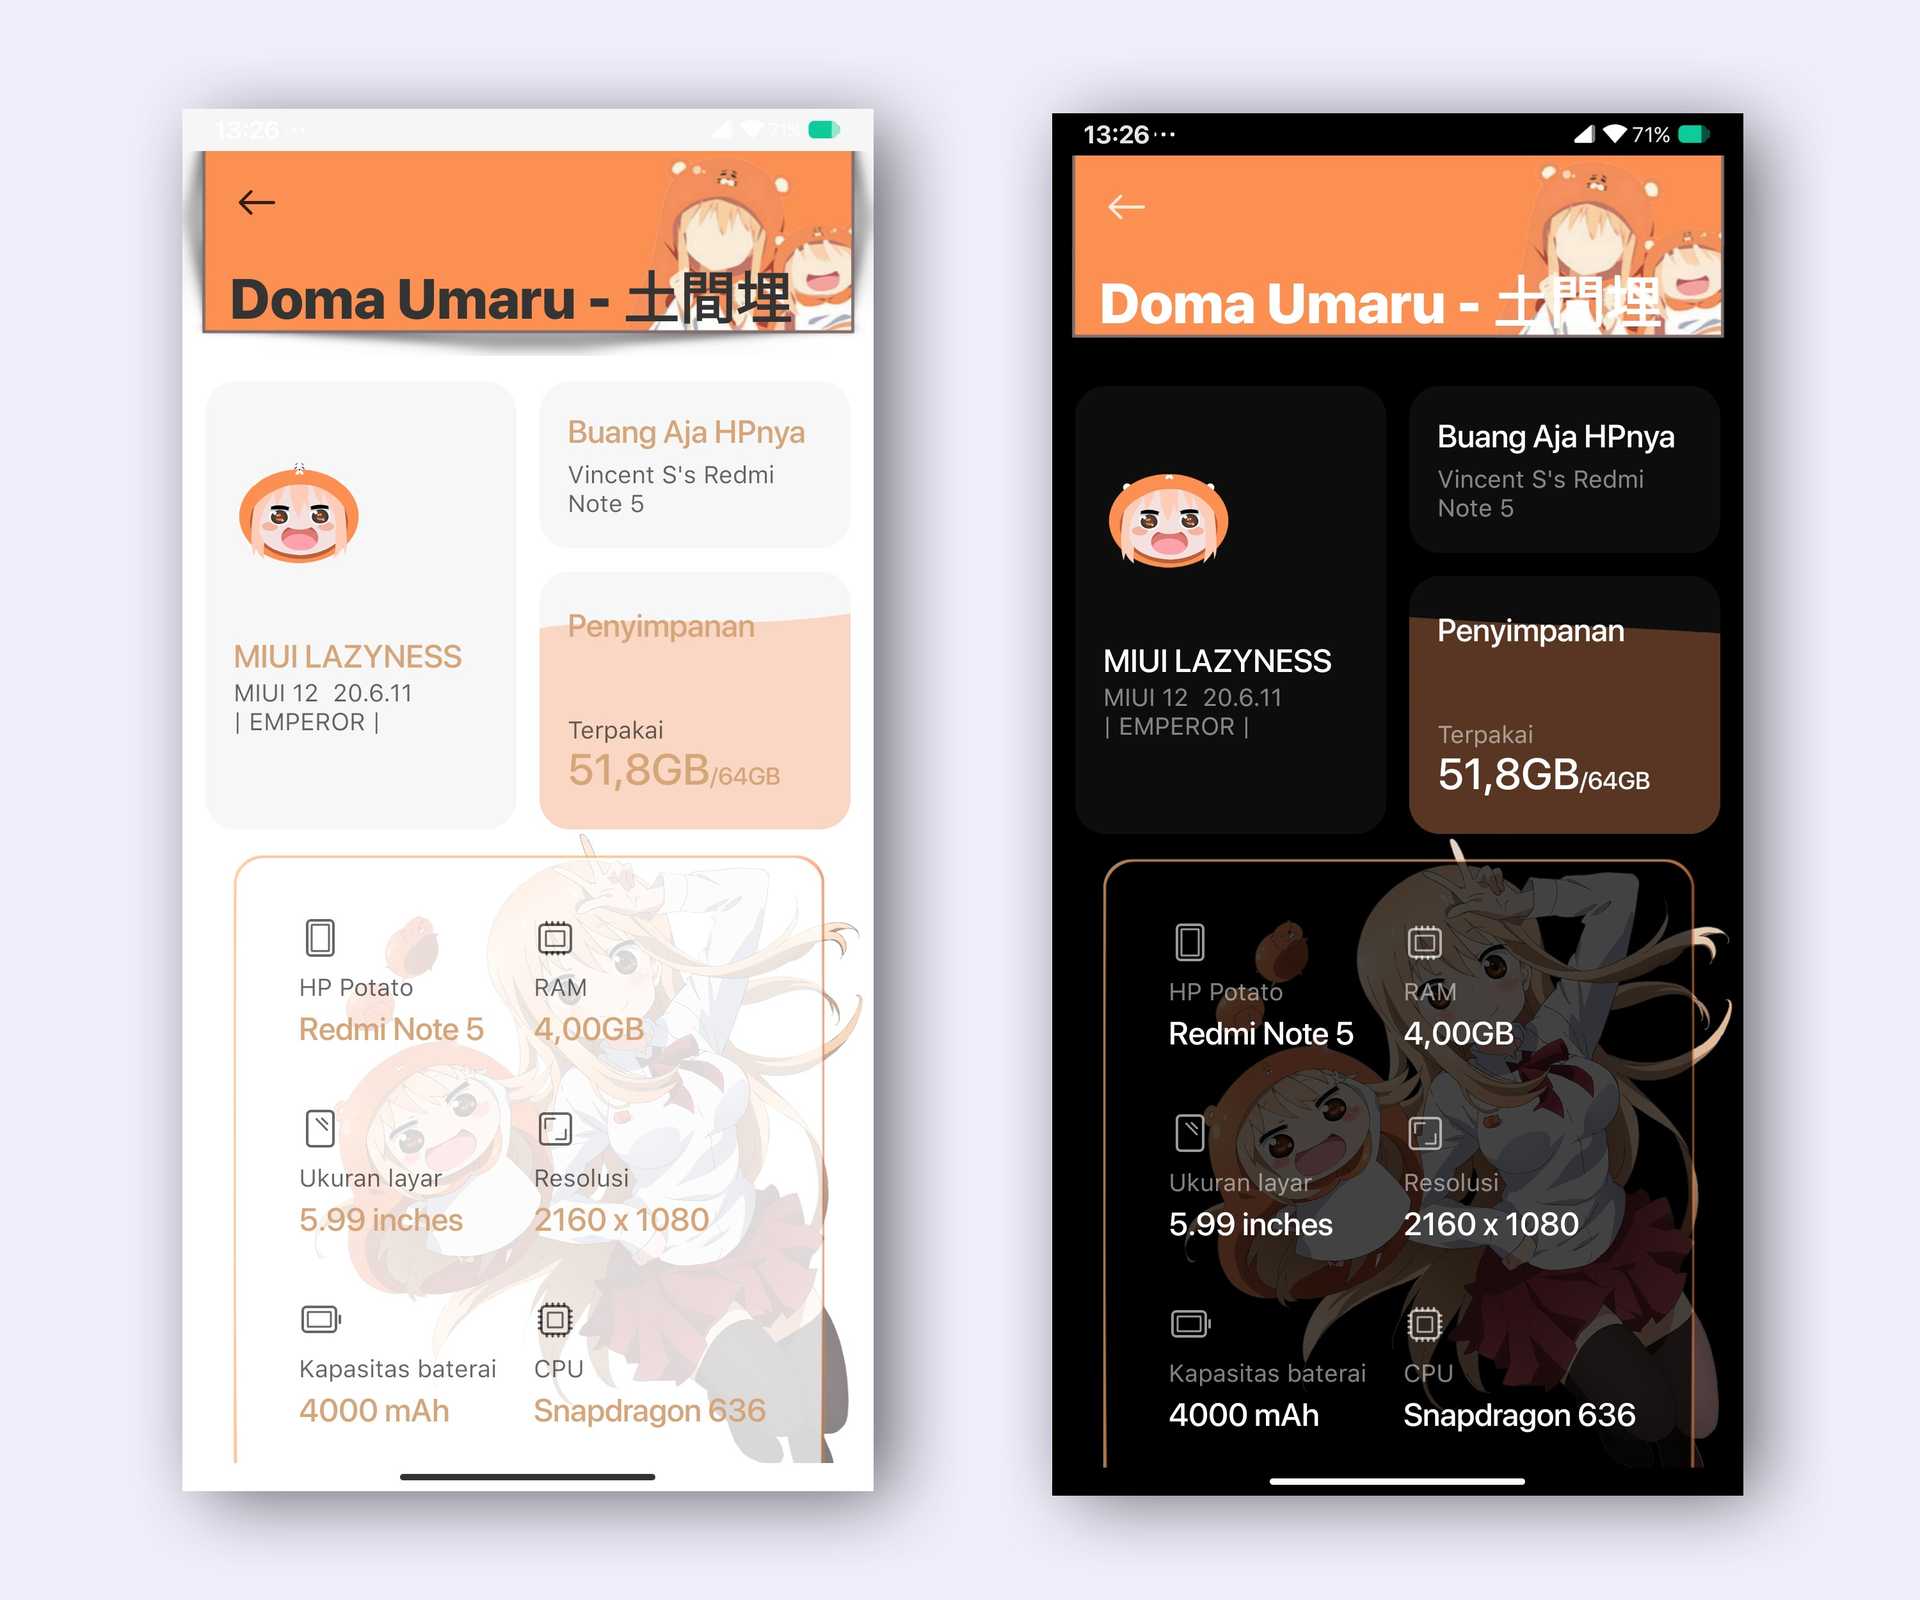 13:26 ··
71%
Doma Umaru - 土間埋
Buang Aja HPnya
Vincent S's Redmi
Note 5
MIUI LAZYNESS
MIUI 12 20.6.11
| EMPEROR |
Penyimpanan
Terpakai
51,8GB/64GB
HP Potato
Redmi Note 5
RAM
4,00GB
Ukuran layar
5.99 inches
Resolusi
2160 x 1080
Kapasitas baterai
4000 mAh
CPU
Snapdragon 636
13:26 ···
71%
Doma Umaru - 土間埋
Buang Aja HPnya
Vincent S's Redmi
Note 5
MIUI LAZYNESS
MIUI 12 20.6.11
| EMPEROR |
Penyimpanan
Terpakai
51,8GB/64GB
HP Potato
Redmi Note 5
RAM
4,00GB
Ukuran layar
5.99 inches
Resolusi
2160 x 1080
Kapasitas baterai
4000 mAh
CPU
Snapdragon 636